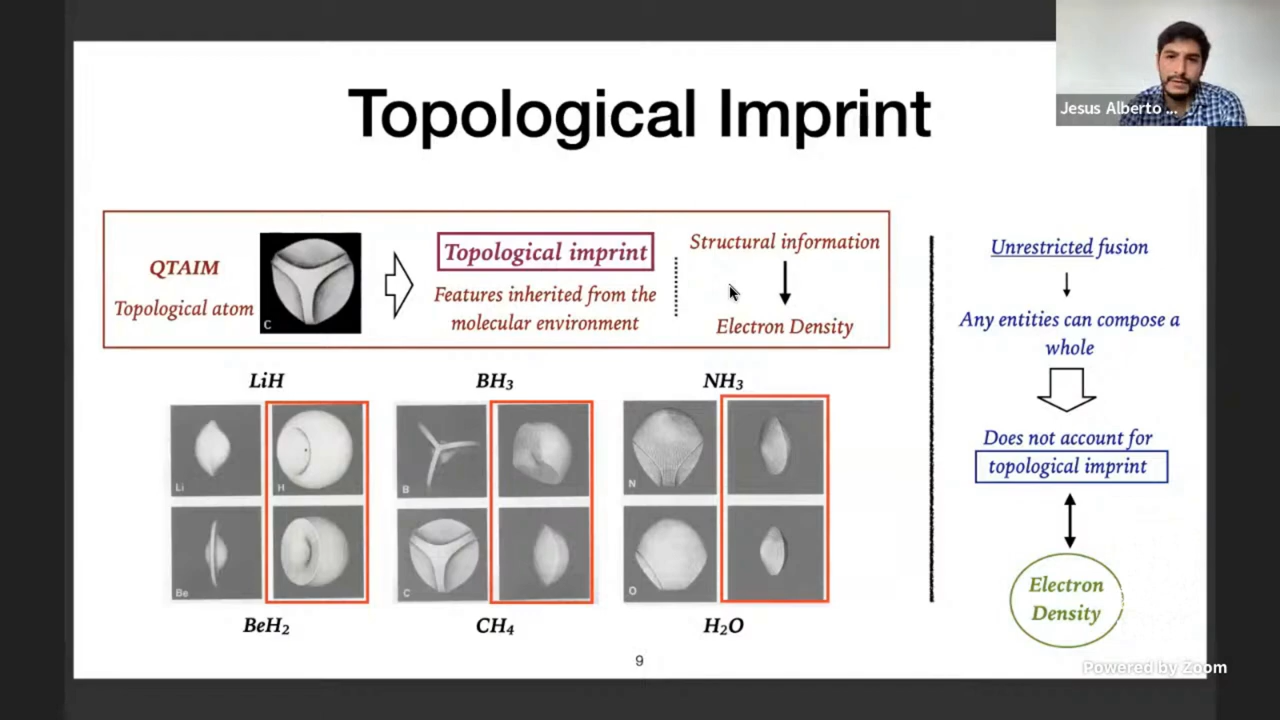 Jesus Alberto ...
Topological Imprint
QTAIM
Topological atom
C
Topological imprint
Features inherited from the
molecular environment
Structural information
Electron Density
LiH
BH₃
NH₃
Li
H
B
N
Be
C
O
BeH₂
CH₄
H₂O
Unrestricted fusion
Any entities can compose a
whole
Does not account for
topological imprint
Electron
Density
9
Powered by Zoom